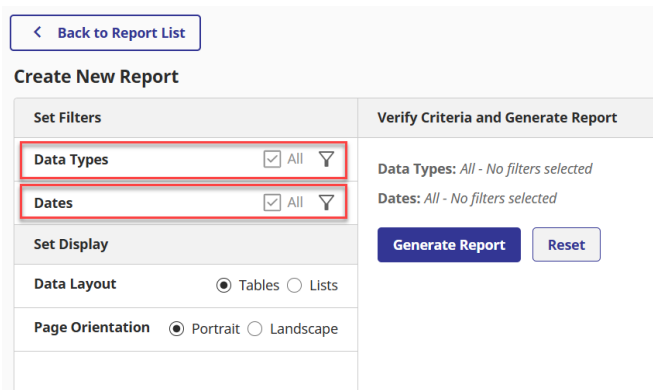 Back to Report List
Create New Report
Set Filters
Data Types All
Dates All
Set Display
Data Layout Tables Lists
Page Orientation Portrait Landscape
Verify Criteria and Generate Report
Data Types: All - No filters selected
Dates: All - No filters selected
Generate Report Reset